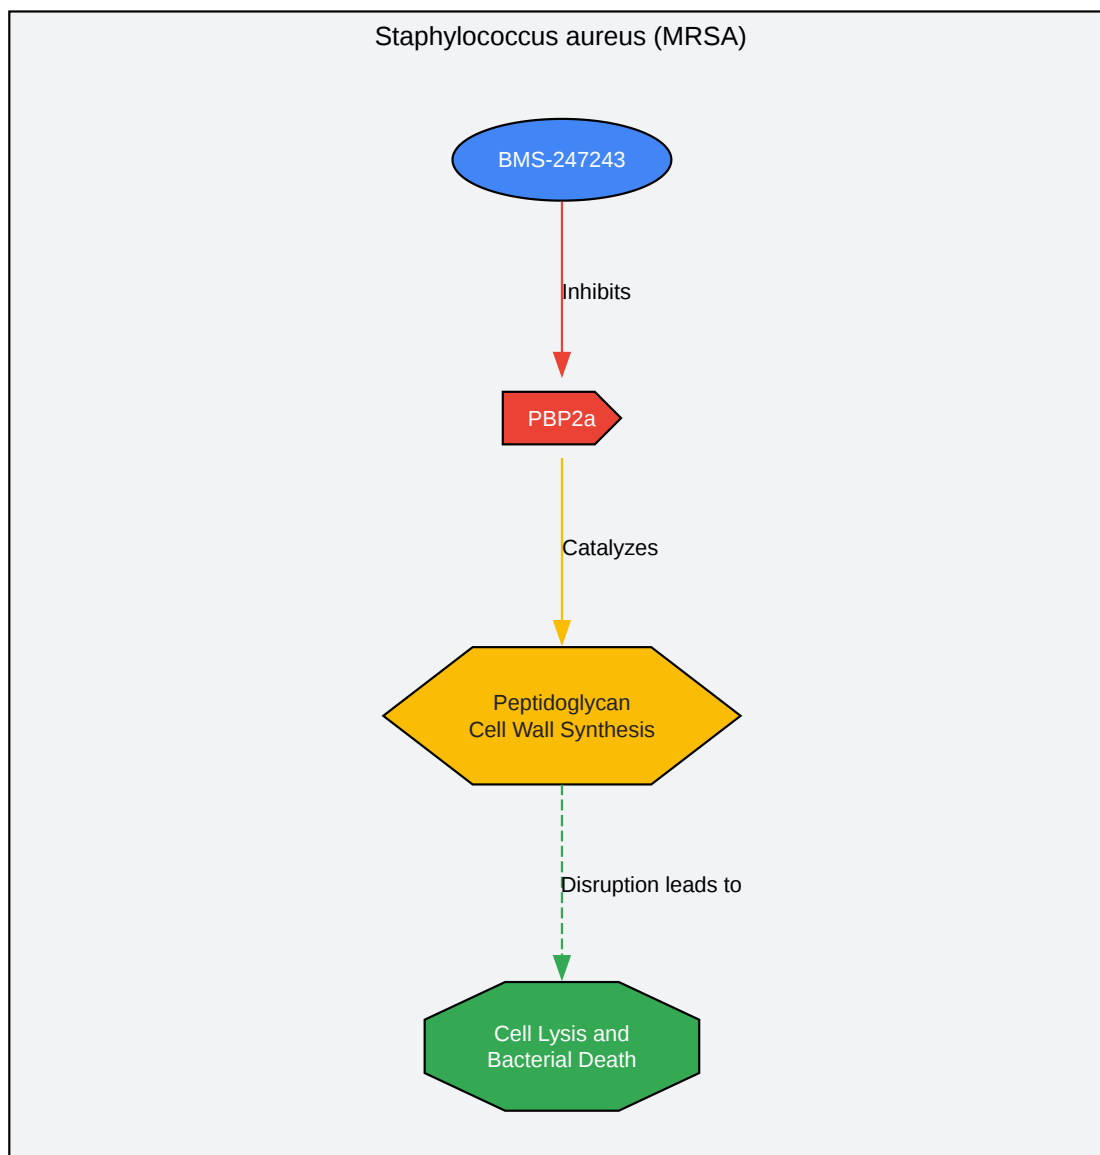 Staphylococcus aureus (MRSA)
BMS-247243
Inhibits
PBP2a
Catalyzes
Peptidoglycan
Cell Wall Synthesis
Disruption leads to
Cell Lysis and
Bacterial Death